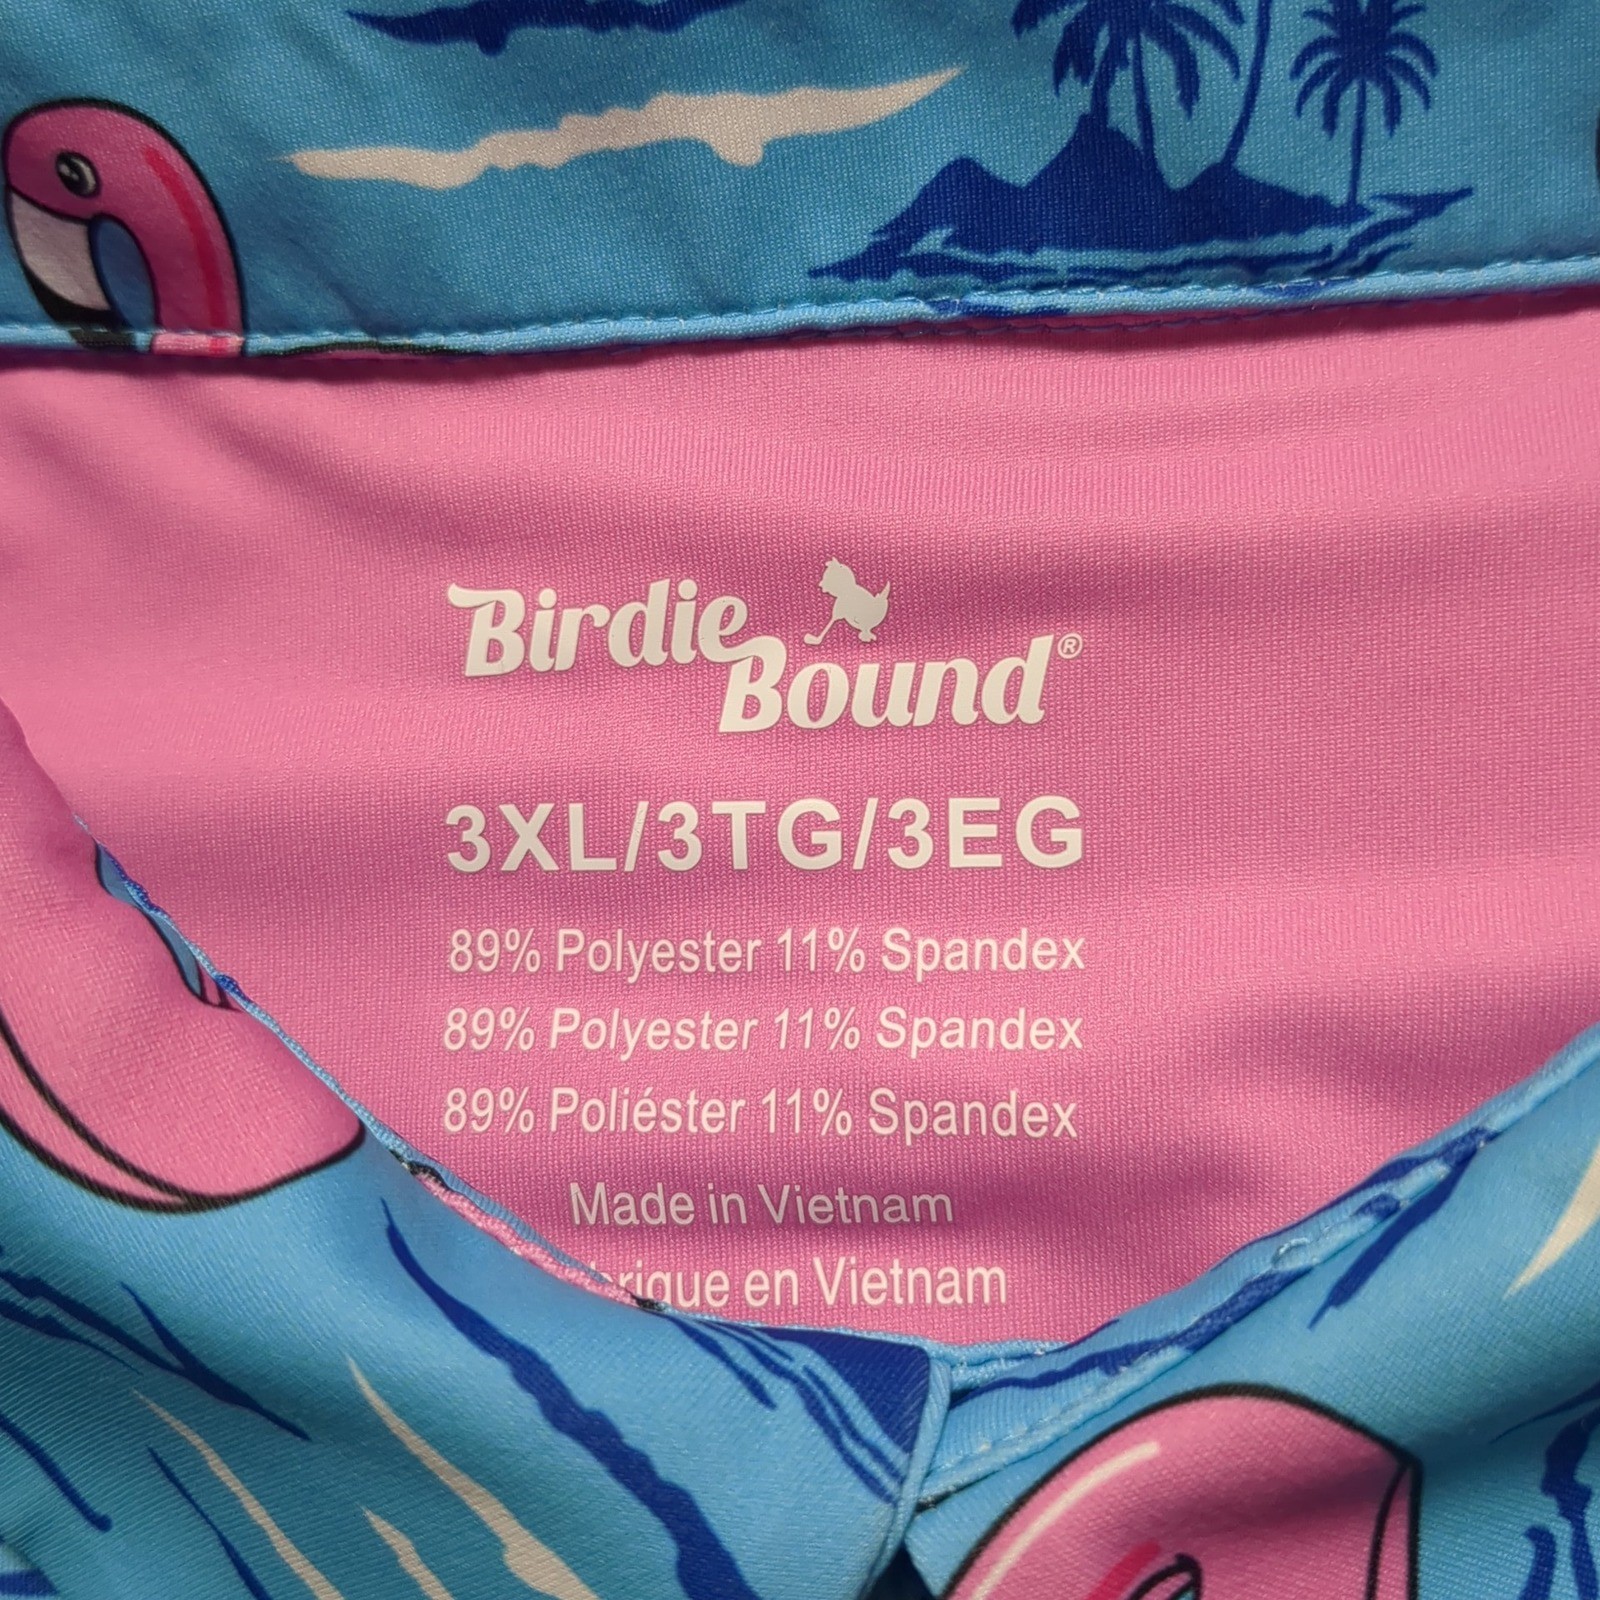 Birdie
Bound®
3XL/3TG/3EG
89% Polyester 11% Spandex
89% Polyester 11% Spandex
89% Poliéster 11% Spandex
Made in Vietnam
en Vietnam